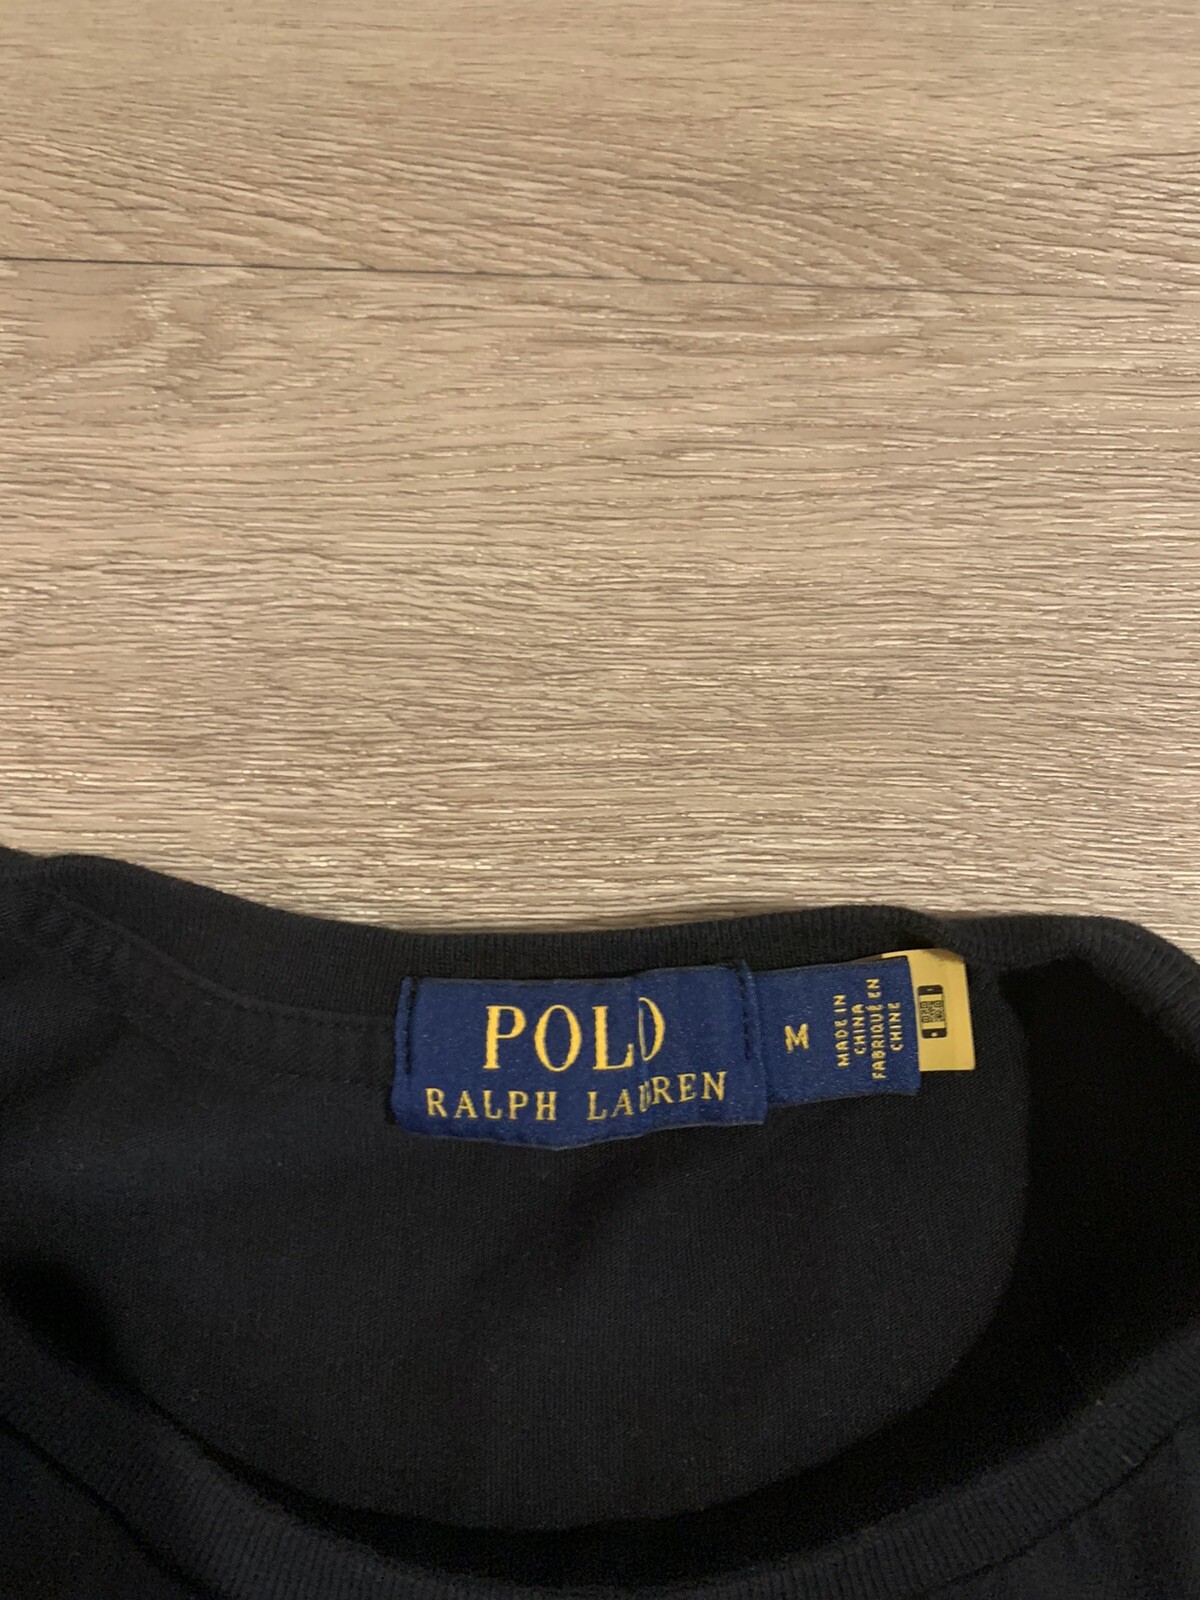 POLO
RALPH LAUREN
M
MADE IN
CHINA
FABRIQUÉ EN
CHINE